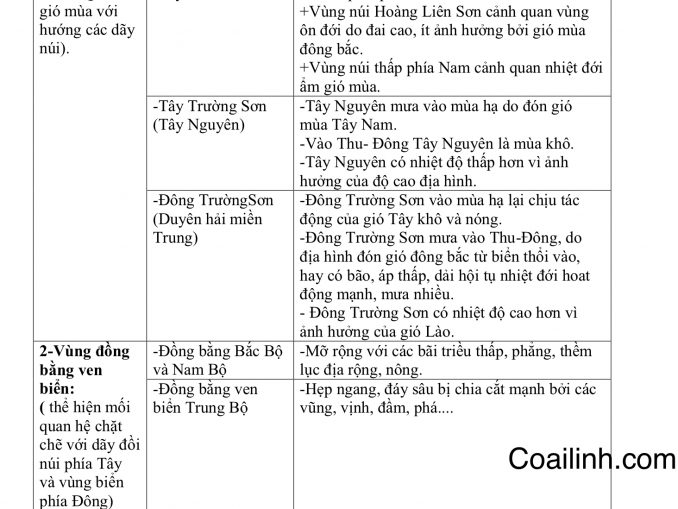 gió mùa với
hướng các dãy
núi).
+Vùng núi Hoàng Liên Sơn cảnh quan vùng
ôn đới do đai cao, ít ảnh hưởng bởi gió mùa
đông bắc.
+Vùng núi thấp phía Nam cảnh quan nhiệt đới
ẩm gió mùa.
-Tây Trường Sơn
(Tây Nguyên)
-Tây Nguyên mưa vào mùa hạ do đón gió
mùa Tây Nam.
-Vào Thu- Đông Tây Nguyên là mùa khô.
-Tây Nguyên có nhiệt độ thấp hơn vì ảnh
hưởng của độ cao địa hình.
-Đông TrườngSơn
(Duyên hải miền
Trung)
-Đông Trường Sơn vào mùa hạ lại chịu tác
động của gió Tây khô và nóng.
-Đông Trường Sơn mưa vào Thu-Đông, do
địa hình đón gió đông bắc từ biển thổi vào,
hay có bão, áp thấp, dải hội tụ nhiệt đới hoat
động mạnh, mưa nhiều.
- Đông Trường Sơn có nhiệt độ cao hơn vì
ảnh hưởng của gió Lào.
2-Vùng đồng
bằng ven
biển:
( thể hiện mối
quan hệ chặt
chẽ với dãy đồi
núi phía Tây
và vùng biển
phía Đông)
-Đồng bằng Bắc Bộ
và Nam Bộ
-Mỡ rộng với các bãi triều thấp, phẳng, thềm
lục địa rộng, nông.
-Đồng bằng ven
biển Trung Bộ
-Hẹp ngang, đáy sâu bị chia cắt mạnh bởi các
vũng, vịnh, đầm, phá....
Coailinh.com